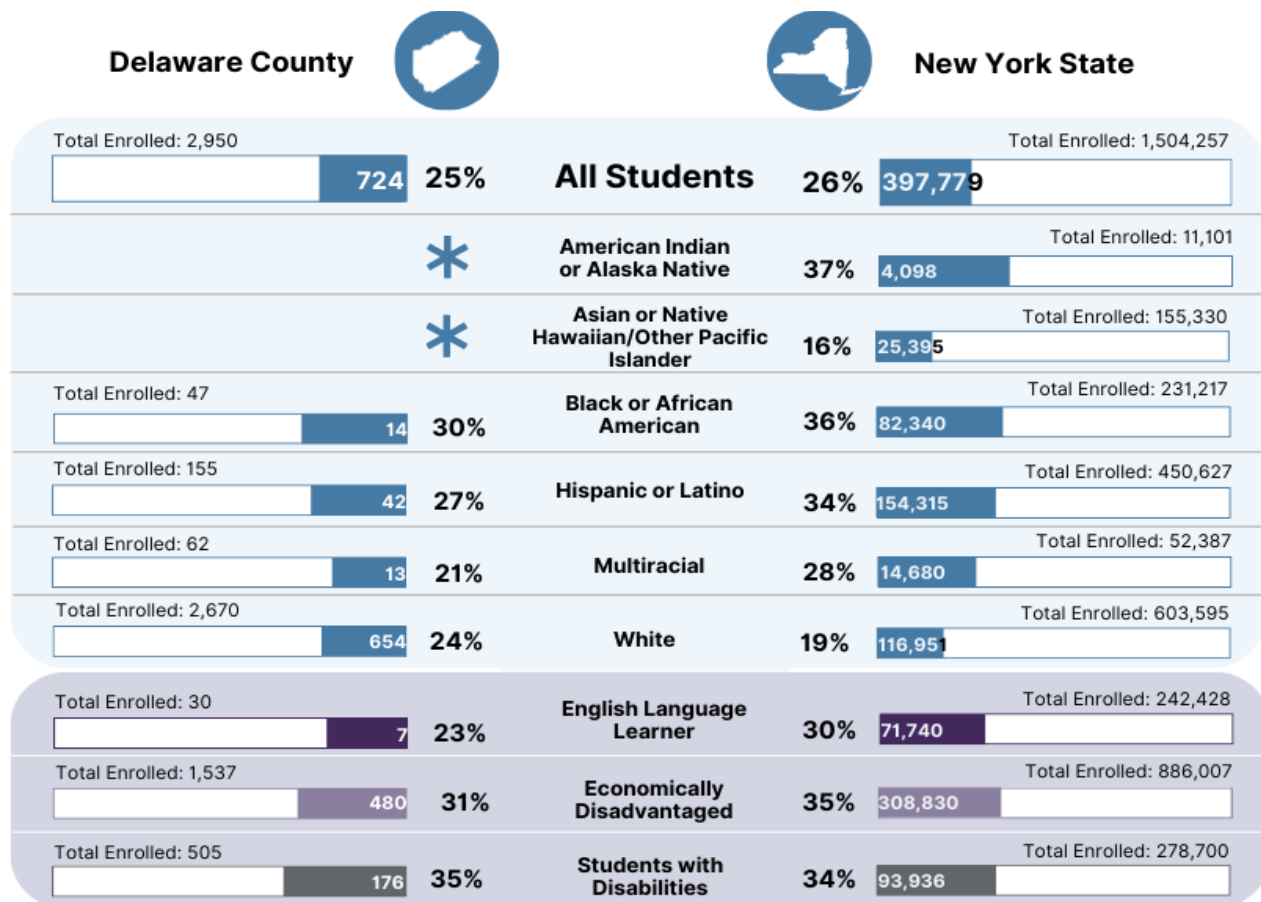 Delaware County
New York State
Total Enrolled: 2,950
Total Enrolled: 1,504,257
724 25% All Students 26% 397,779
Total Enrolled: 11,101
* American Indian
or Alaska Native 37% 4,098
Total Enrolled: 155,330
* Asian or Native
Hawaiian/Other Pacific
Islander 16% 25,395
Total Enrolled: 47
Total Enrolled: 231,217
14 30% Black or African
American 36% 82,340
Total Enrolled: 155
Total Enrolled: 450,627
42 27% Hispanic or Latino 34% 154,315
Total Enrolled: 62
Total Enrolled: 52,387
13 21% Multiracial 28% 14,680
Total Enrolled: 2,670
Total Enrolled: 603,595
654 24% White 19% 116,951
Total Enrolled: 30
Total Enrolled: 242,428
7 23% English Language
Learner 30% 71,740
Total Enrolled: 1,537
Total Enrolled: 886,007
480 31% Economically
Disadvantaged 35% 308,830
Total Enrolled: 505
Total Enrolled: 278,700
176 35% Students with
Disabilities 34% 93,936